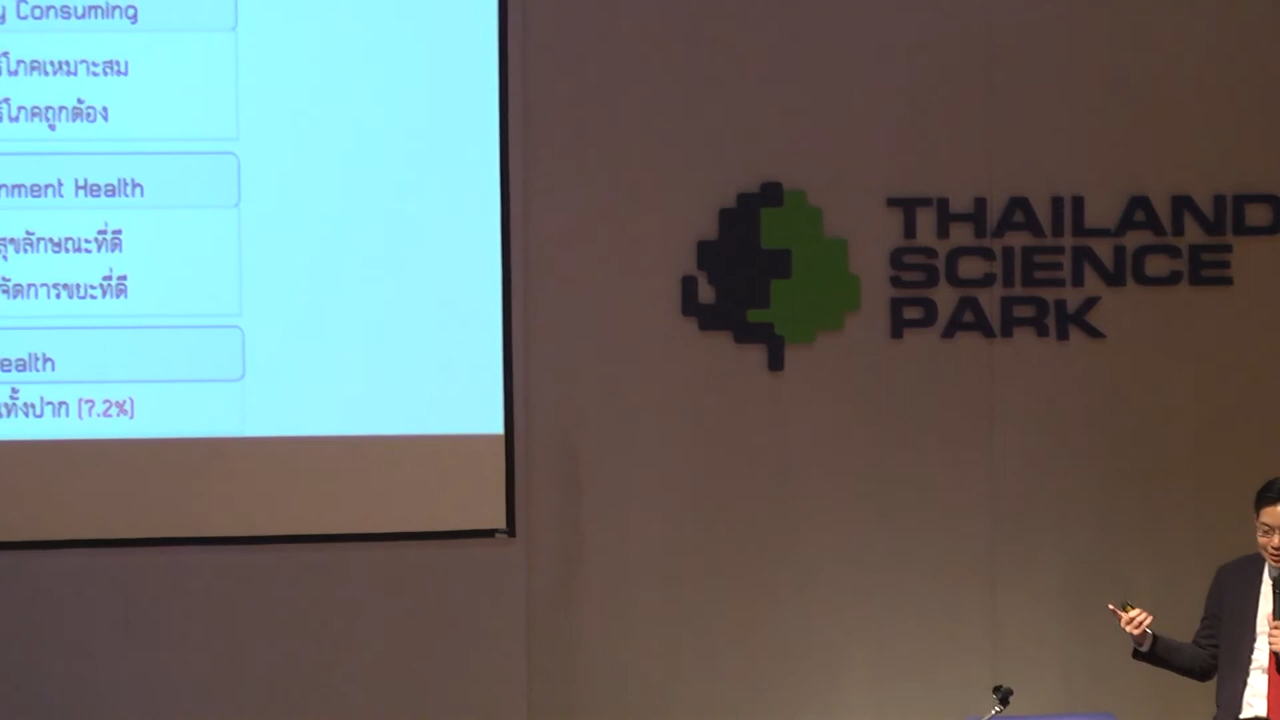 Consuming
โภคเหมาะสม
โภคถูกต้อง
nment Health
สุขลักษณะที่ดี
จัดการขยะที่ดี
ealth
ทั้งปาก (7.2%)
THAILAND
SCIENCE
PARK